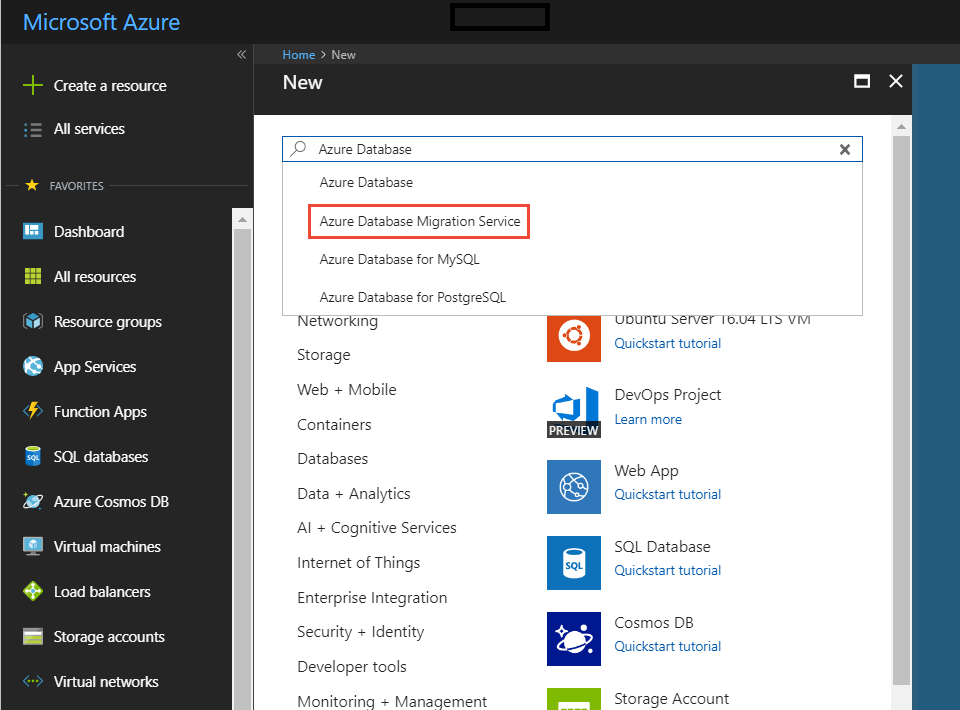 Microsoft Azure
Home > New
New
Create a resource
All services
FAVORITES
Dashboard
All resources
Resource groups
App Services
Function Apps
SQL databases
Azure Cosmos DB
Virtual machines
Load balancers
Storage accounts
Virtual networks
Azure Database
Azure Database
Azure Database Migration Service
Azure Database for MySQL
Azure Database for PostgreSQL
Networking
Storage
Web + Mobile
Containers
Databases
Data + Analytics
AI + Cognitive Services
Internet of Things
Enterprise Integration
Security + Identity
Developer tools
Monitoring + Management
Ubuntu Server 16.04 LTS VM
Quickstart tutorial
PREVIEW
DevOps Project
Learn more
Web App
Quickstart tutorial
SQL
SQL Database
Quickstart tutorial
Cosmos DB
Quickstart tutorial
Storage Account